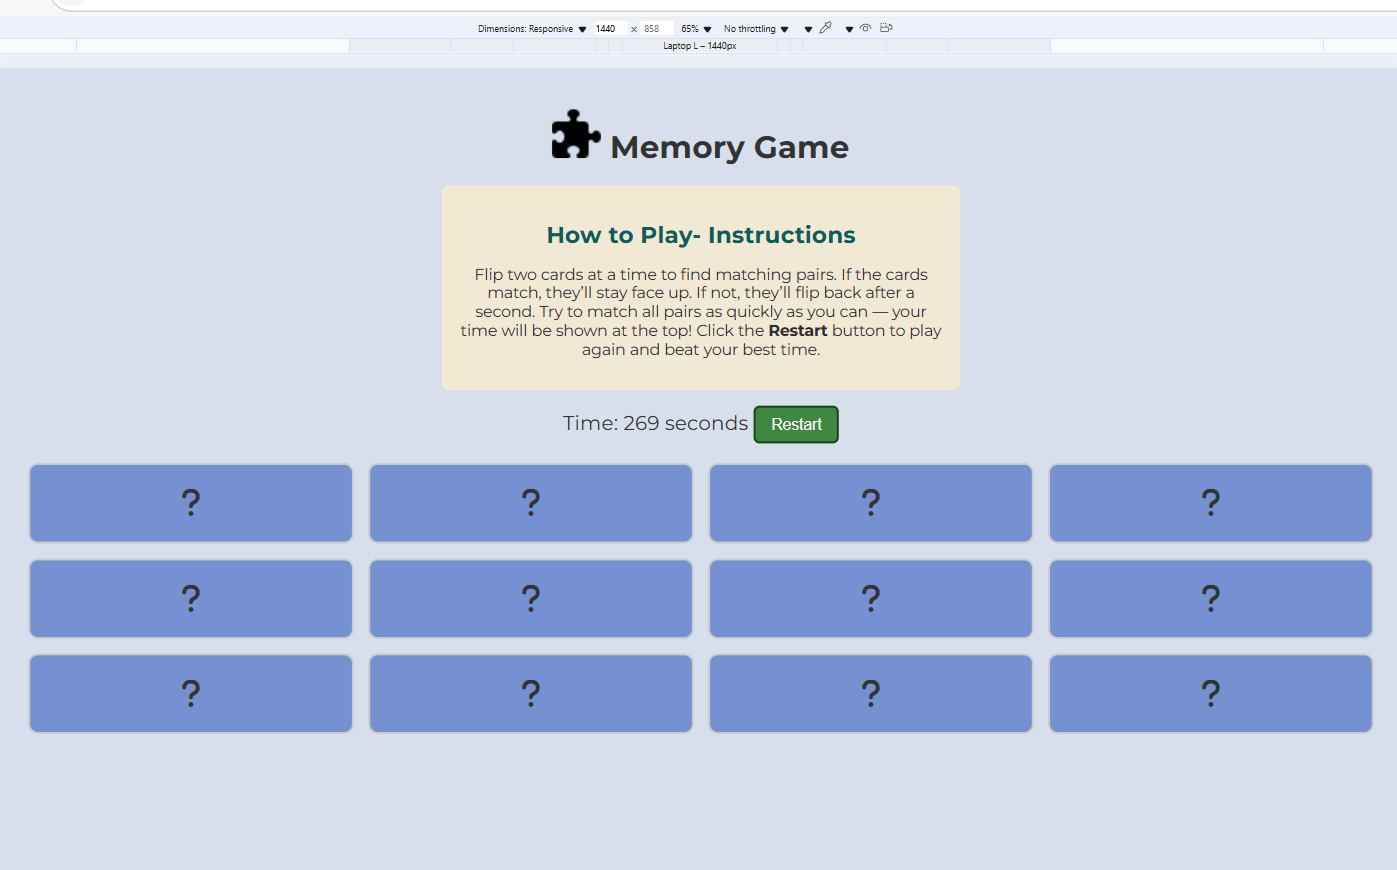 Dimensions: Responsive ▼ 1440 × 858 65% ▼ No throttling ▼
Laptop L – 1440px
Memory Game
How to Play- Instructions
Flip two cards at a time to find matching pairs. If the cards
match, they’ll stay face up. If not, they’ll flip back after a
second. Try to match all pairs as quickly as you can — your
time will be shown at the top! Click the Restart button to play
again and beat your best time.
Time: 269 seconds Restart
? ? ? ?
? ? ? ?
? ? ? ?